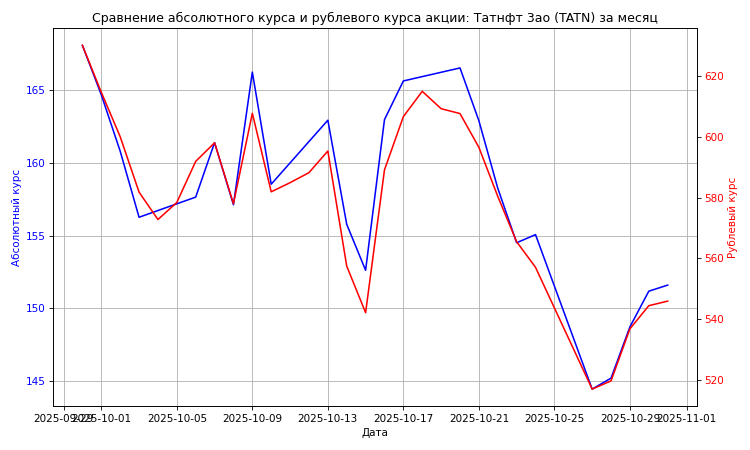 Сравнение абсолютного курса и рублевого курса акции: Татнфт 3ао (TATN) за месяц
165
160
155
150
145
Абсолютный курс
620
600
580
560
540
520
Рублевый курс
2025-09-29 2025-10-01 2025-10-05 2025-10-09 2025-10-13 2025-10-17 2025-10-21 2025-10-25 2025-10-29 2025-11-01
Дата